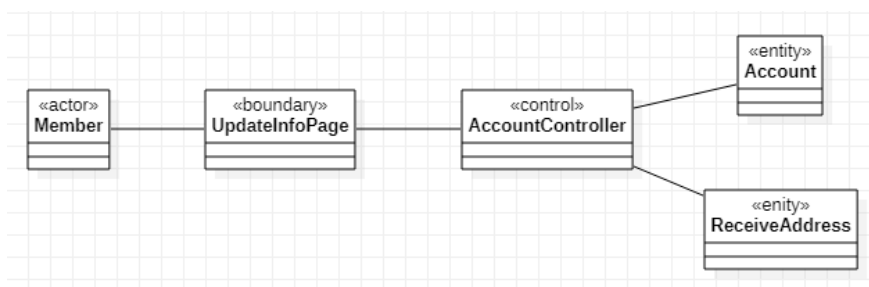 «actor»
Member
«boundary»
UpdateInfoPage
«control»
AccountController
«entity»
Account
«enity»
ReceiveAddress